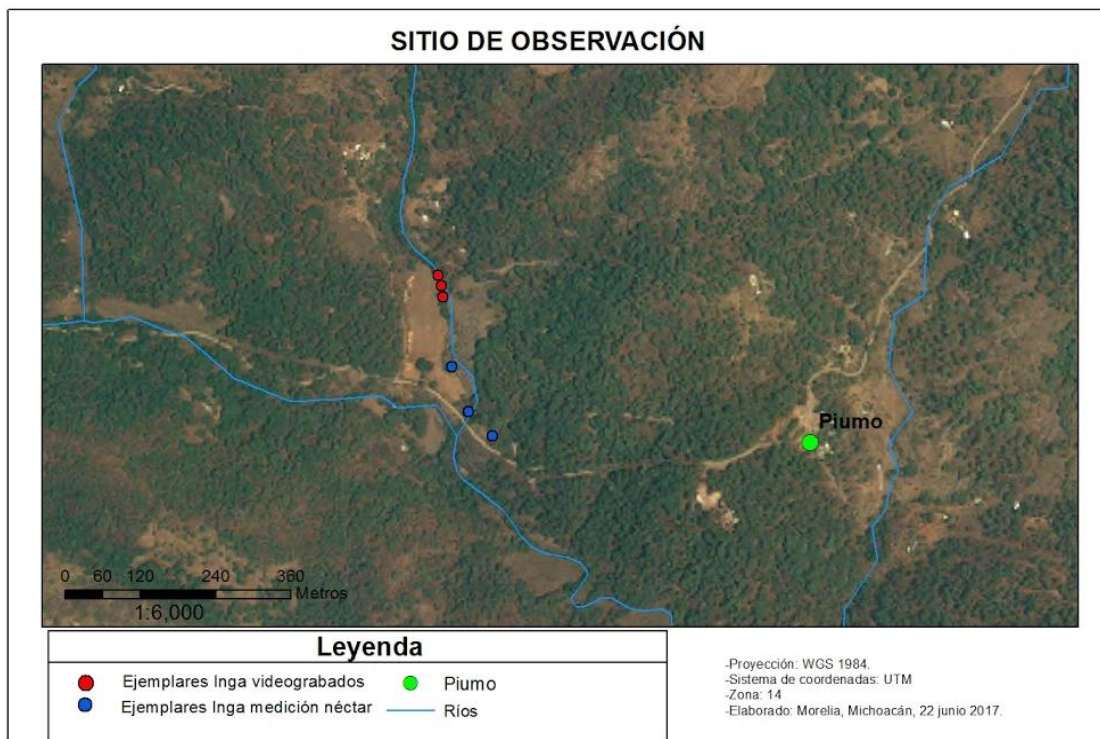 SITIO DE OBSERVACIÓN
Piumo
0 60 120 240 360
Metros
1:6,000
Leyenda
Ejemplares Inga videograbados
Piumo
Ejemplares Inga medición néctar
Ríos
-Proyección: WGS 1984.
-Sistema de coordenadas: UTM
-Zona: 14
-Elaborado: Morelia, Michoacán, 22 junio 2017.